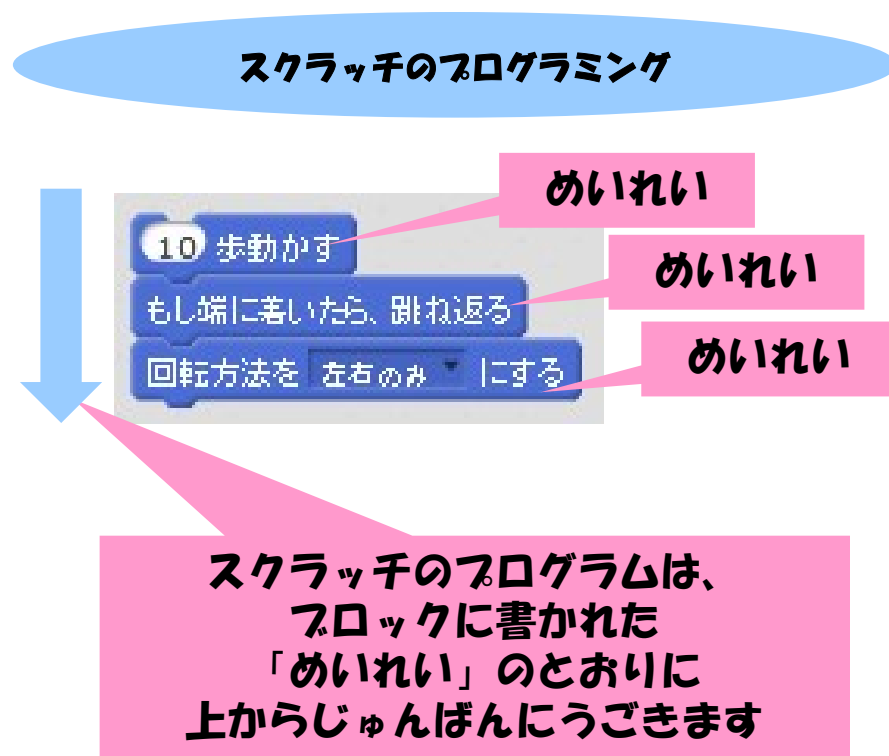 スクラッチのプログラミング
めいれい
10 歩動かす
めいれい
もし端に着いたら、跳ね返る
めいれい
回転方法を 左右のみ にする
スクラッチのプログラムは、
ブロックに書かれた
「めいれい」のとおりに
上からじゅんばんにうごきます